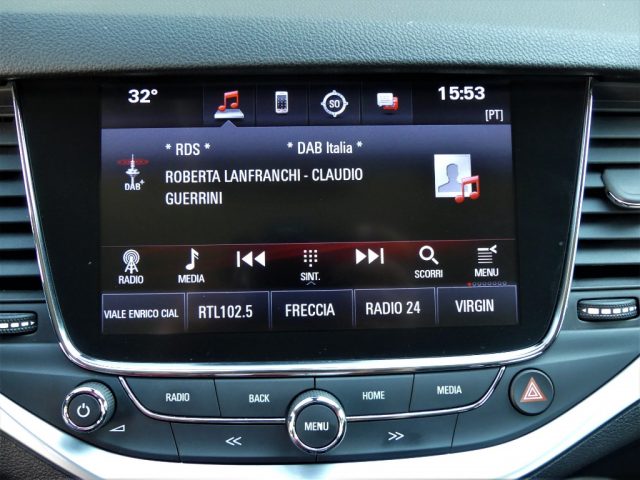 32°
SO
15:53
[PT]
* RDS *
* DAB Italia *
DAB+
ROBERTA LANFRANCHI - CLAUDIO
GUERRINI
RADIO
MEDIA
SINT.
SCORRI
MENU
VIALE ENRICO CIAL
RTL102.5
FRECCIA
RADIO 24
VIRGIN
RADIO
BACK
HOME
MEDIA
MENU